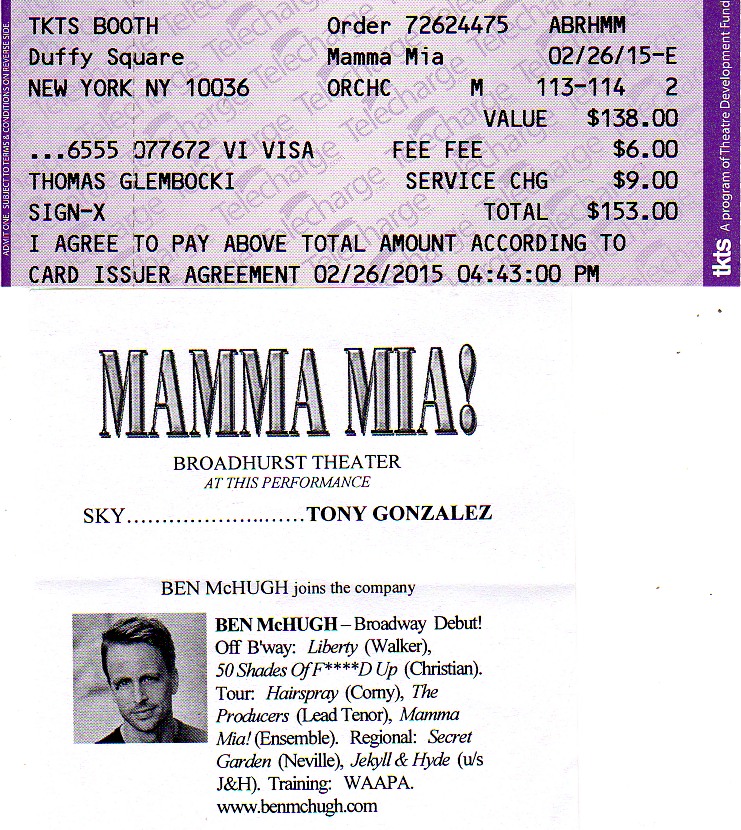 TKTS BOOTH Order 72624475 ABRHMM
Duffy Square Mamma Mia 02/26/15-E
NEW YORK NY 10036 ORCHC M 113-114 2
VALUE $138.00
...6555 077672 VI VISA FEE FEE $6.00
THOMAS GLEMBOCKI SERVICE CHG $9.00
SIGN-X TOTAL $153.00
I AGREE TO PAY ABOVE TOTAL AMOUNT ACCORDING TO
CARD ISSUER AGREEMENT 02/26/2015 04:43:00 PM
ADMIT ONE. SUBJECT TO TERMS & CONDITIONS ON REVERSE SIDE.
tkts A program of Theatre Development Fund
Telecharge
MAMMA MIA!
BROADHURST THEATER
AT THIS PERFORMANCE
SKY..........................TONY GONZALEZ
BEN McHUGH joins the company
BEN McHUGH – Broadway Debut!
Off B'way: Liberty (Walker),
50 Shades Of F****D Up (Christian).
Tour: Hairspray (Corny), The
Producers (Lead Tenor), Mamma
Mia! (Ensemble). Regional: Secret
Garden (Neville), Jekyll & Hyde (u/s
J&H). Training: WAAPA.
www.benmchugh.com